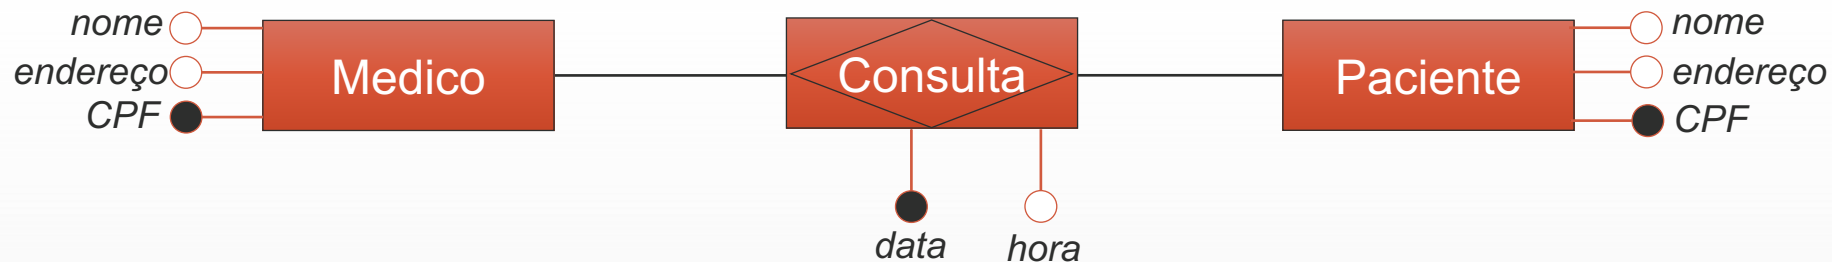 nome
endereço
CPF
Medico
Consulta
data
hora
Paciente
nome
endereço
CPF